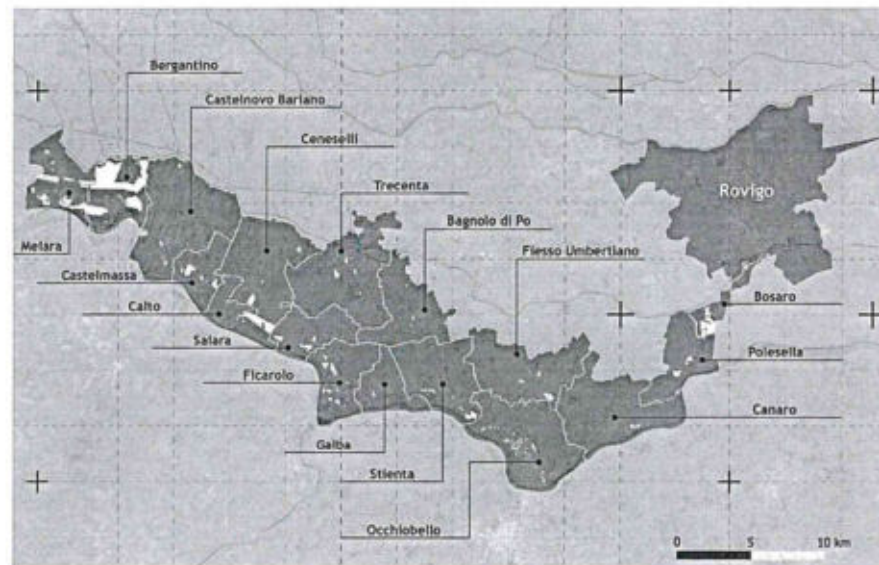 Bergantino
Castelnovo Bariano
Ceneselli
Trecenta
Bagnolo di Po
Fiesso Umbertiano
Rovigo
Melara
Castelmassa
Calto
Salara
Ficarolo
Gaiba
Stienta
Occhiobello
Bosaro
Polesella
Canaro
0 5 10 km